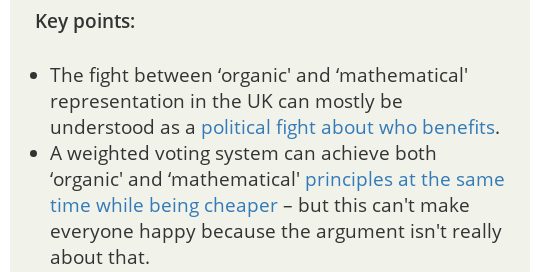 Key points:
The fight between ‘organic' and ‘mathematical'
representation in the UK can mostly be
understood as a political fight about who benefits.
A weighted voting system can achieve both
‘organic' and ‘mathematical' principles at the same
time while being cheaper – but this can't make
everyone happy because the argument isn't really
about that.